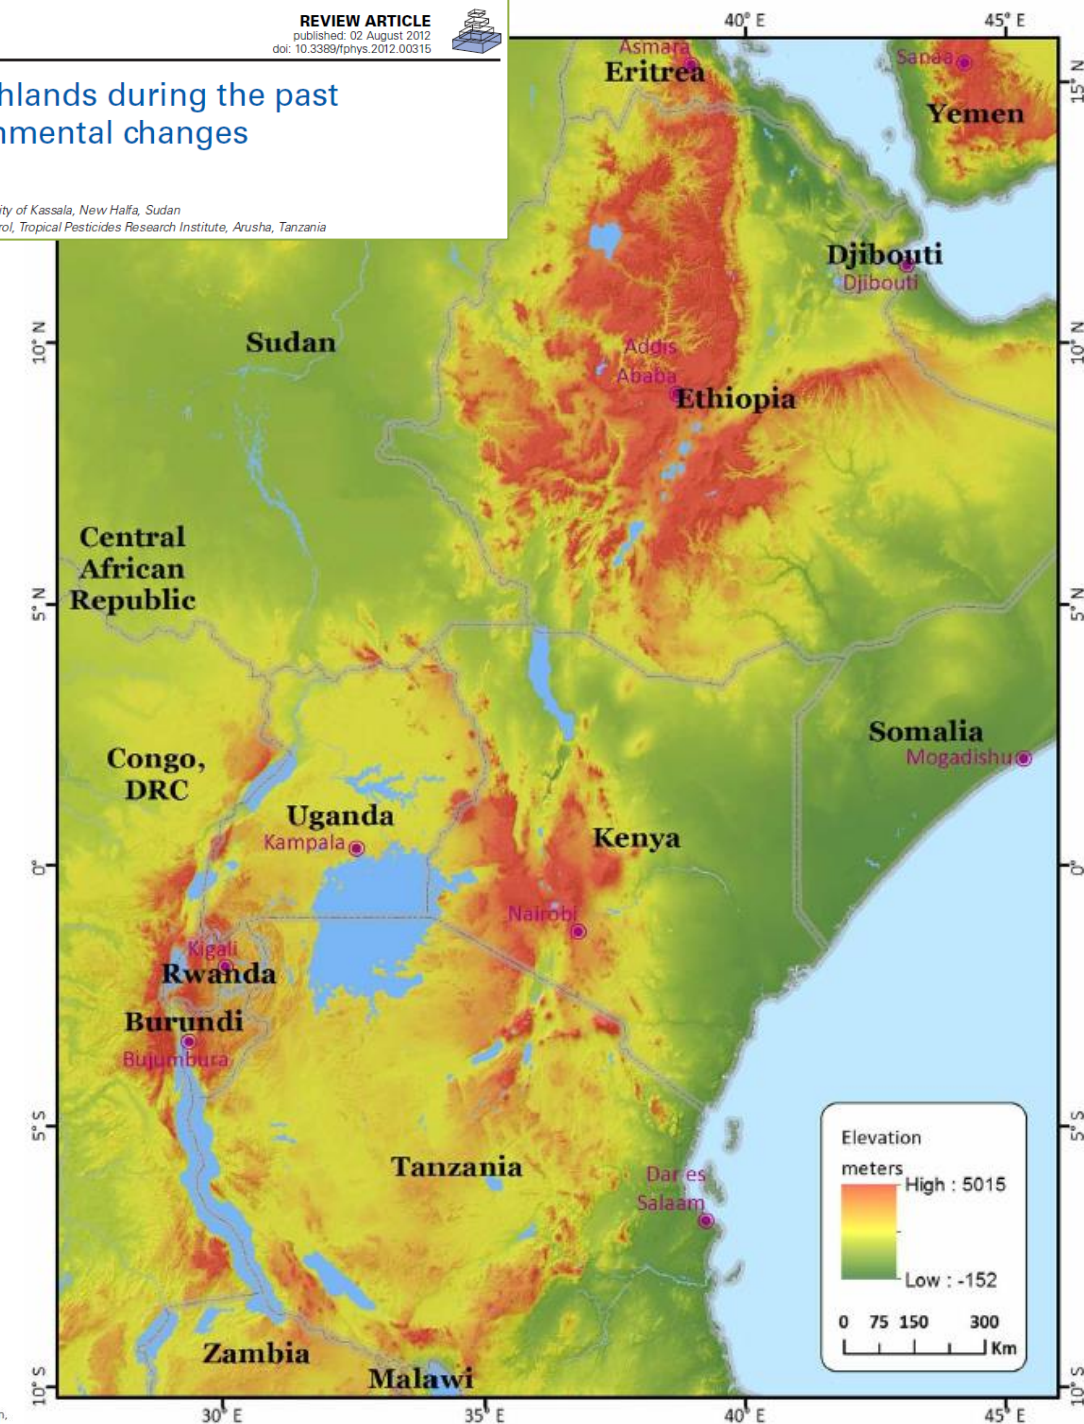 REVIEW ARTICLE
published: 02 August 2012
doi: 10.3389/fphys.2012.00315
hlands during the past
nmental changes
ity of Kassala, New Halfa, Sudan
rol, Tropical Pesticides Research Institute, Arusha, Tanzania
40° E
45° E
Asmara
Eritrea
Sanaa
Yemen
15° N
Djibouti
Djibouti
Sudan
10° N
10° N
Addis
Ababa
Ethiopia
Central
African
Republic
5° N
5° N
Somalia
Mogadishu
Congo,
DRC
Uganda
Kampala
Kenya
0°
0°
Nairobi
Kigali
Rwanda
Burundi
Bujumbura
5° S
5° S
Tanzania
Dar es
Salaam
Elevation
meters
High : 5015
Low : -152
0 75 150 300
Km
Zambia
Malawi
10° S
10° S
30° E
35° E
40° E
45° E